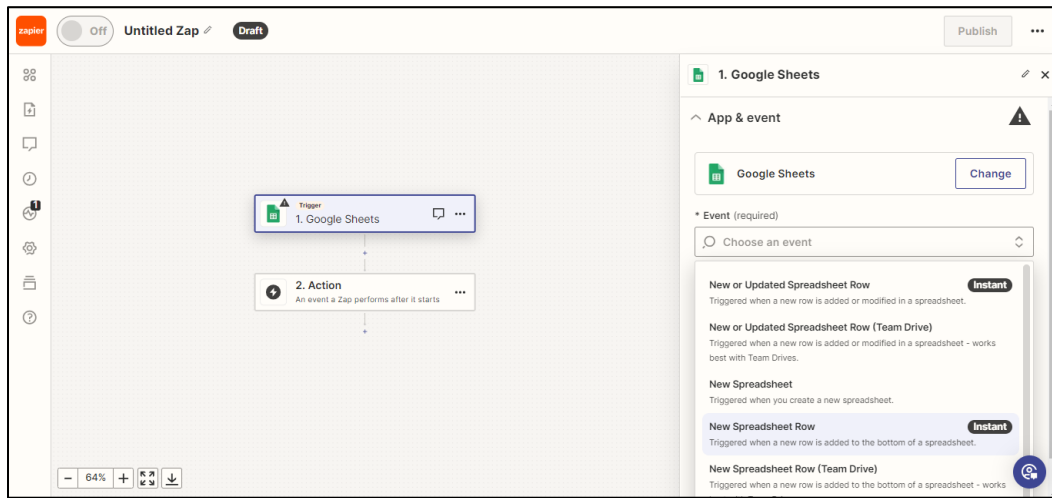 zapier
Off
Untitled Zap
Draft
Publish
1. Google Sheets
App & event
Google Sheets
Change
* Event (required)
Choose an event
New or Updated Spreadsheet Row
Instant
Triggered when a new row is added or modified in a spreadsheet.
New or Updated Spreadsheet Row (Team Drive)
Triggered when a new row is added or modified in a spreadsheet - works
best with Team Drives.
New Spreadsheet
Triggered when you create a new spreadsheet.
New Spreadsheet Row
Instant
Triggered when a new row is added to the bottom of a spreadsheet.
New Spreadsheet Row (Team Drive)
Triggered when a new row is added to the bottom of a spreadsheet - works
1
Trigger
1. Google Sheets
2. Action
An event a Zap performs after it starts
64%